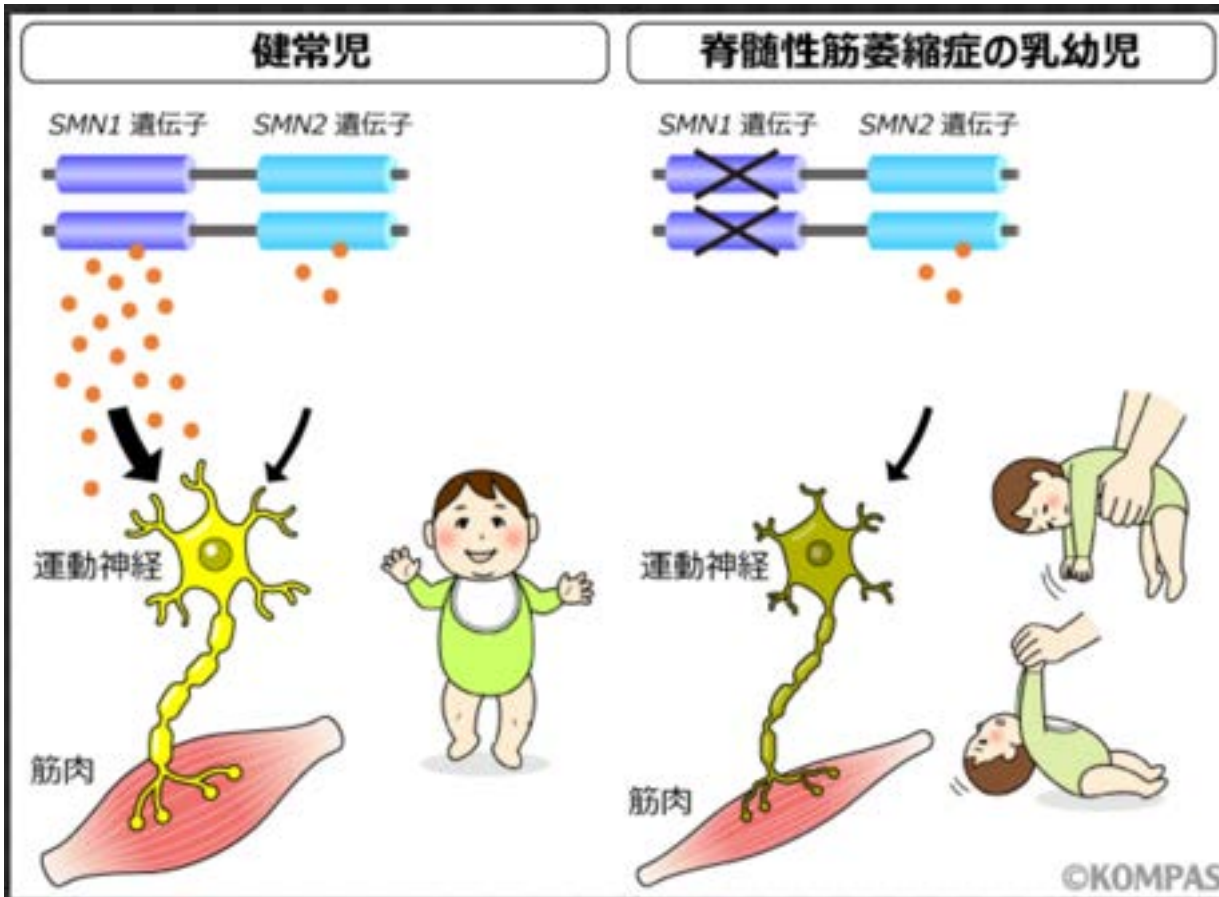 健常児
脊髄性筋萎縮症の乳幼児
SMN1 遺伝子
SMN2 遺伝子
SMN1 遺伝子
SMN2 遺伝子
運動神経
運動神経
筋肉
筋肉
©KOMPAS